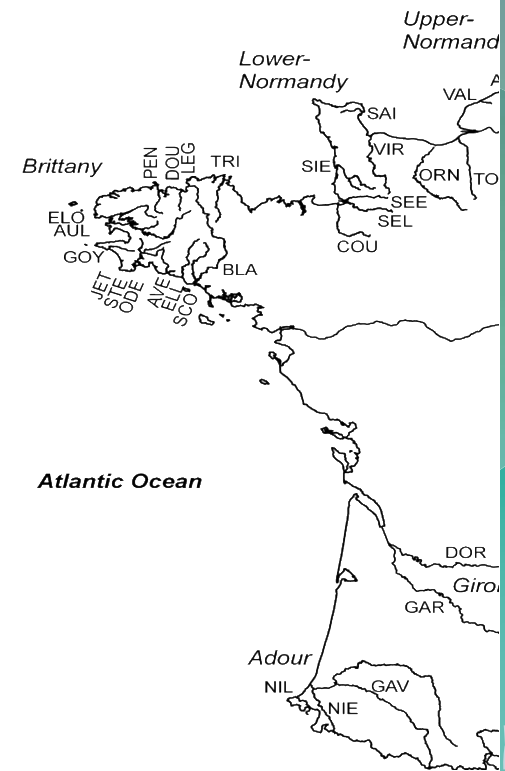 Upper-
Normand
Lower-
Normandy
VAL
A
SAI
VIR
Brittany
PEN
DOU
LEG
TRI
SIE
ORN
TO
SEE
SEL
COU
ELO
AUL
GOY
BLA
JET
STE
ODE
AVE
ELL
SCO
Atlantic Ocean
DOR
Giro
GAR
Adour
NIL
GAV
NIE